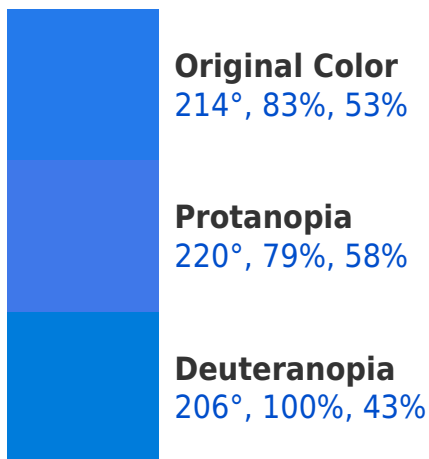 Original Color
214°, 83%, 53%
Protanopia
220°, 79%, 58%
Deuteranopia
206°, 100%, 43%